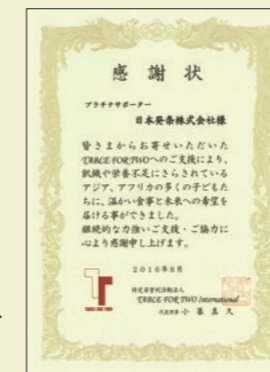 感謝状
プラチナサポーター
日本発条株式会社様
皆さまからお寄せいただいた
TABLE FOR TWOへのご支援により、
飢餓や栄養不足にさらされている
アジア、アフリカの多くの子どもた
ちに、温かい食事と未来への希望を
届ける事ができました。
継続的な力強いご支援・ご協力に
心より感謝申し上げます。
2016年8月
特定非営利活動法人
TABLE FOR TWO International
代表理事 小暮真久
TABLE FOR TWO